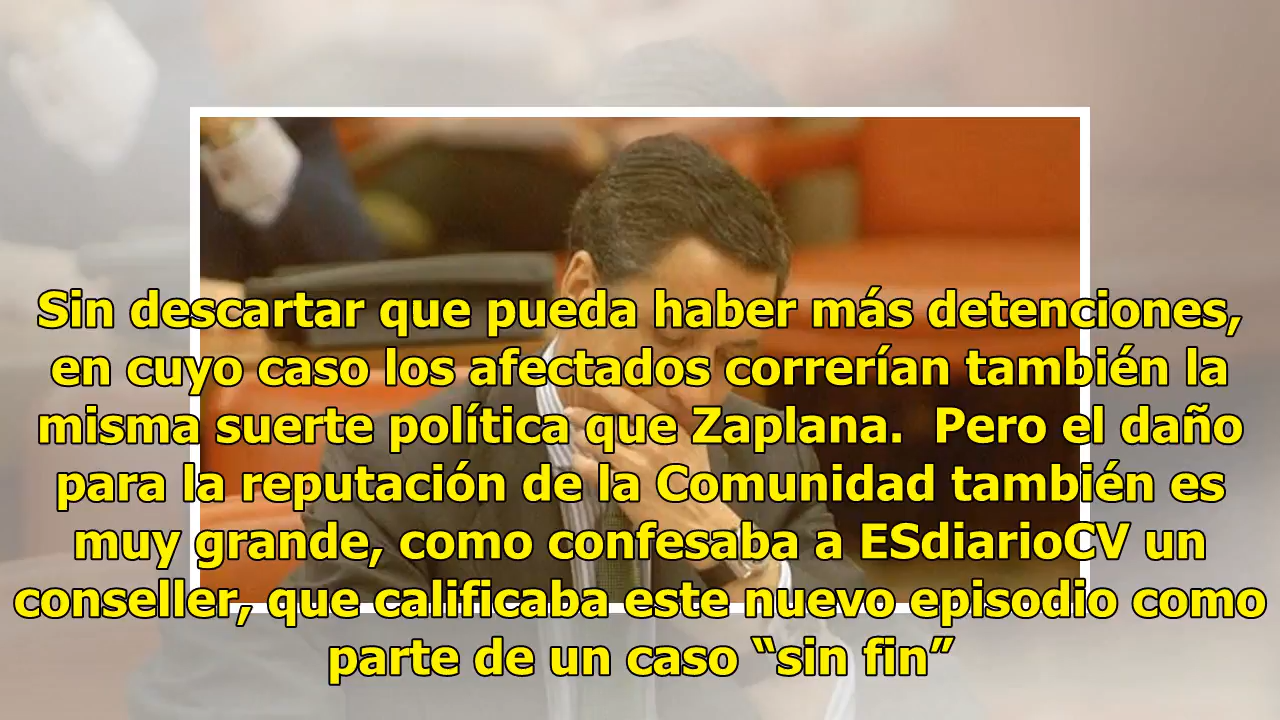 Sin descartar que pueda haber más detenciones,
en cuyo caso los afectados correrían también la
misma suerte política que Zaplana.  Pero el daño
para la reputación de la Comunidad también es
muy grande, como confesaba a ESdiarioCV un
conseller, que calificaba este nuevo episodio como
parte de un caso “sin fin”